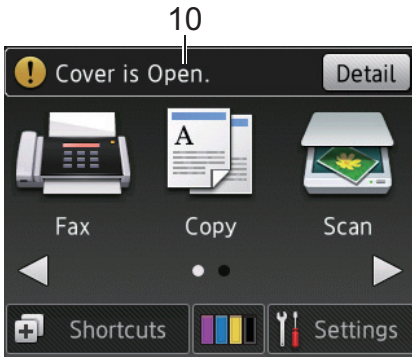 10
Cover is Open.
Detail
A
Fax
Copy
Scan
Shortcuts
Settings